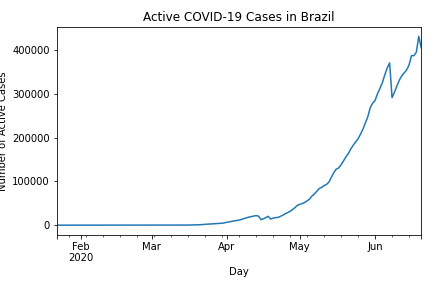 Active COVID-19 Cases in Brazil
Number of Active Cases
400000
300000
200000
100000
0
Feb
2020
Mar
Apr
May
Jun
Day